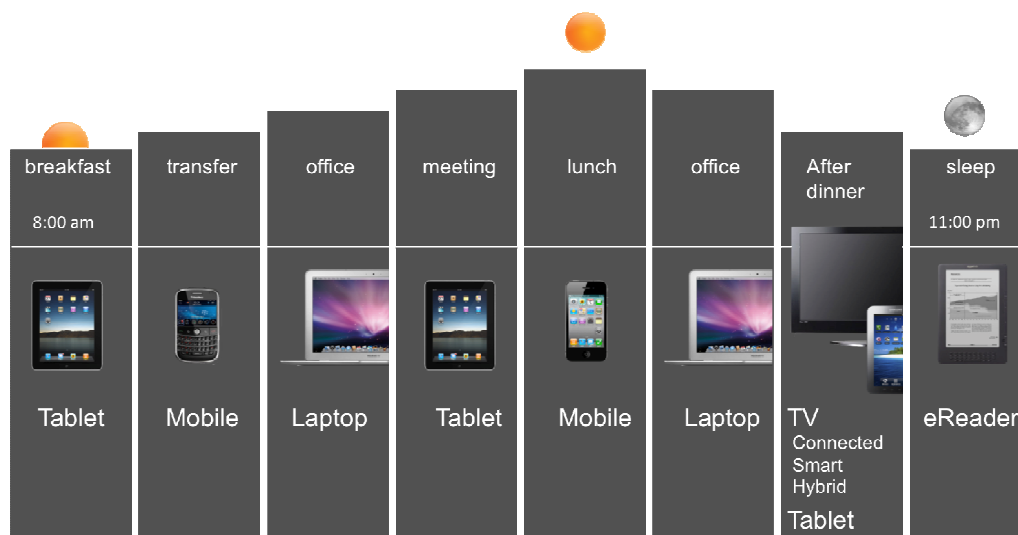 breakfast
8:00 am
Tablet
transfer
Mobile
office
Laptop
meeting
Tablet
lunch
Mobile
office
Laptop
After
dinner
TV
Connected
Smart
Hybrid
Tablet
sleep
11:00 pm
eReader